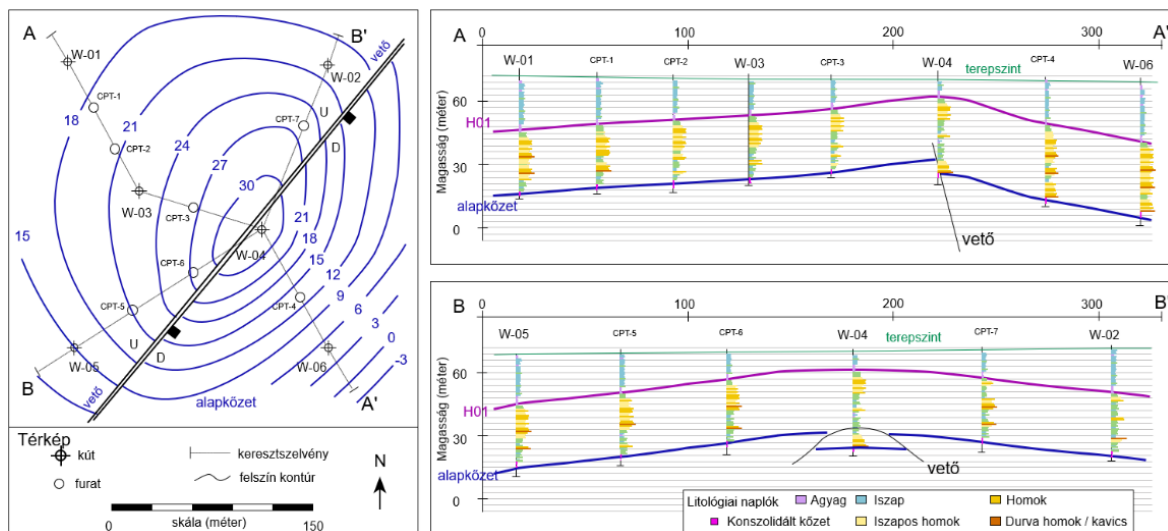 A
B'
vető
W-01
W-02
CPT-1
CPT-7
U
18
21
CPT-2
D
24
27
30
W-03
CPT-3
21
15
W-04
18
CPT-6
15
12
9
CPT-5
CPT-4
6
3
U
D
0
W-05
W-06
-3
B
vető
alapkőzet
A'
Térkép
kút
keresztszelvény
furat
felszín kontúr
N
0
150
skála (méter)
A
0
100
200
300
A'
W-01
CPT-1
CPT-2
W-03
CPT-3
W-04
CPT-4
W-06
terepszint
Magasság (méter)
60
H01
30
alapkőzet
0
vető
B
0
100
200
300
B'
W-05
CPT-5
CPT-6
W-04
CPT-7
W-02
terepszint
Magasság (méter)
60
H01
30
alapkőzet
vető
0
Litológiai naplók
Agyag
Iszap
Homok
Konszolidált kőzet
Iszapos homok
Durva homok / kavics